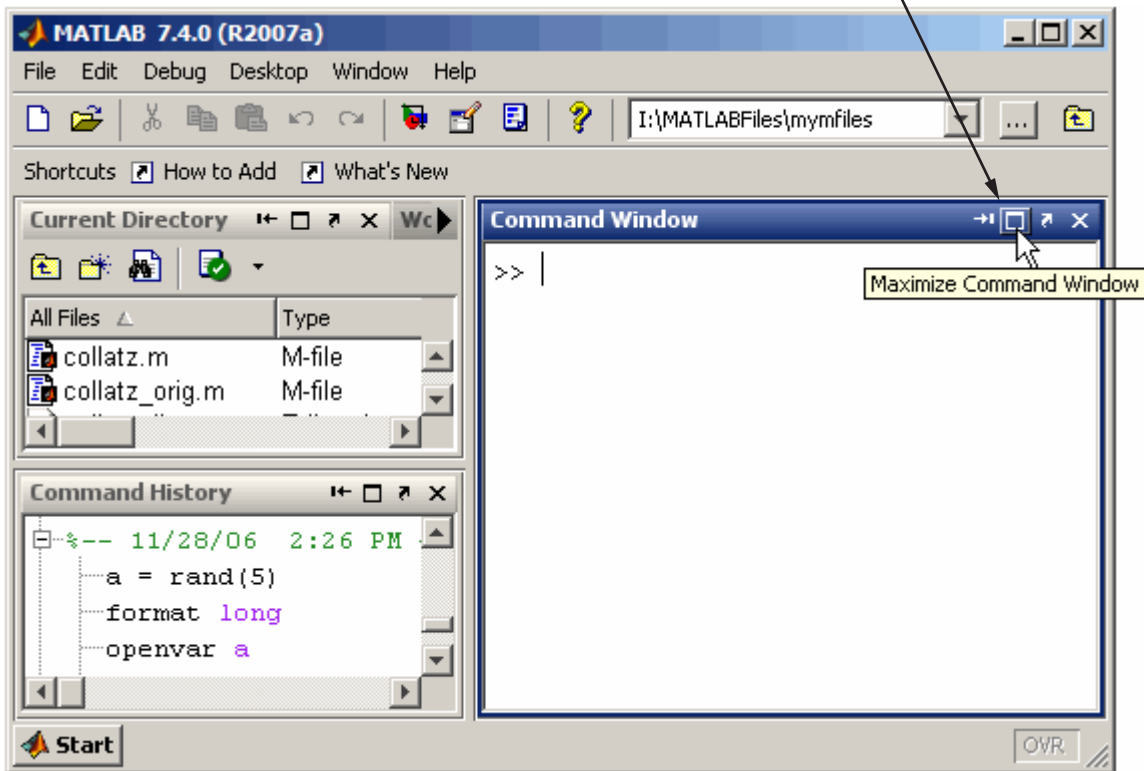 MATLAB 7.4.0 (R2007a)
File Edit Debug Desktop Window Help
I:\MATLABFiles\mymfiles ...
Shortcuts How to Add What's New
Current Directory
All Files Type
collatz.m M-file
collatz_orig.m M-file
Command History
%-- 11/28/06 2:26 PM
a = rand(5)
format long
openvar a
Command Window
>>
Maximize Command Window
Start
OVR